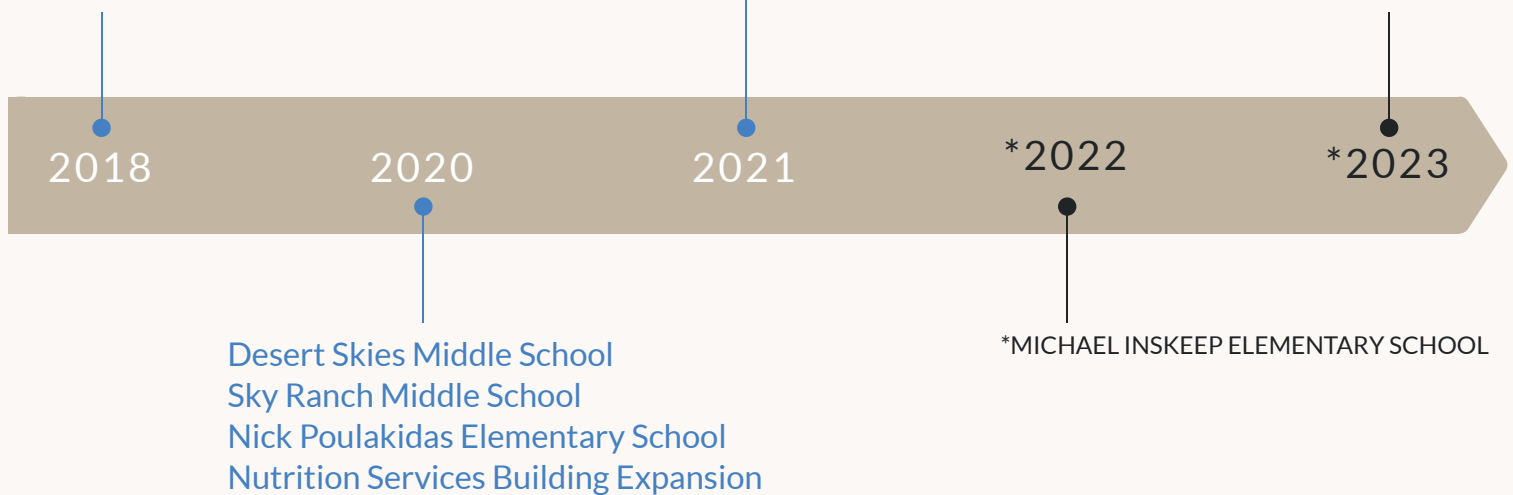 2018
2020
2021
*2022
*2023
Desert Skies Middle School
Sky Ranch Middle School
Nick Poulakidas Elementary School
Nutrition Services Building Expansion
*MICHAEL INSKEEP ELEMENTARY SCHOOL